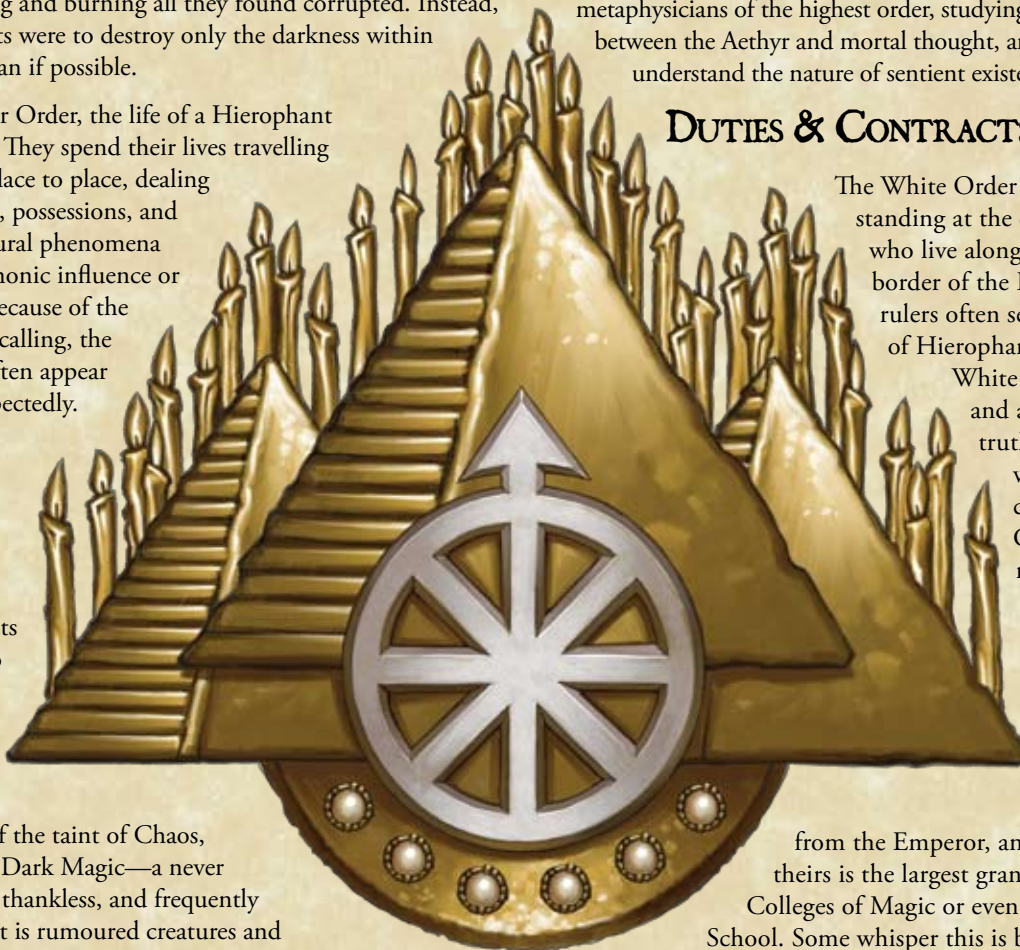 g and burning all they found corrupted. Instead,
ts were to destroy only the darkness within
an if possible.
r Order, the life of a Hierophant
They spend their lives travelling
lace to place, dealing
, possessions, and
ural phenomena
monic influence or
ecause of the
calling, the
ften appear
pectedly.
ts
f the taint of Chaos,
Dark Magic—a never
thankless, and frequently
t is rumoured creatures and
metaphysicians of the highest order, studying
between the Aethyr and mortal thought, an
understand the nature of sentient existe
Duties & Contracts
The White Order
standing at the
who live along
border of the
rulers often se
of Hierophan
White
and a
truth
from the Emperor, an
theirs is the largest gran
Colleges of Magic or even
School. Some whisper this is b